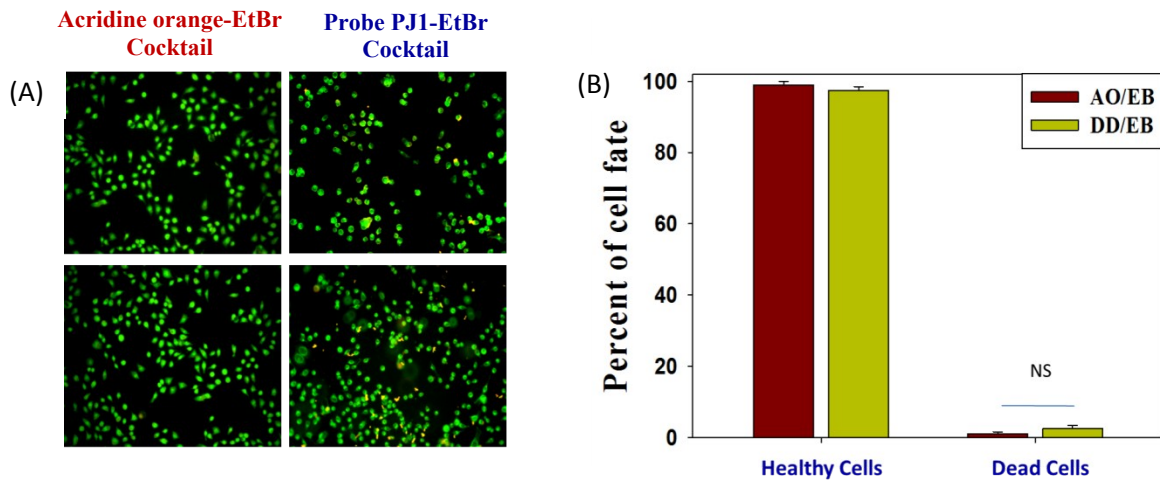 Acridine orange-EtBr
Cocktail
Probe PJ1-EtBr
Cocktail
(A)
(B)
Percent of cell fate
100
80
60
40
20
0
AO/EB
DD/EB
NS
Healthy Cells
Dead Cells